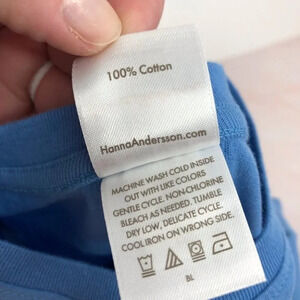 100% Cotton
HannaAndersson.com
MACHINE WASH COLD INSIDE
OUT WITH LIKE COLORS
GENTLE CYCLE. NON-CHLORINE
BLEACH AS NEEDED. TUMBLE
DRY LOW, DELICATE CYCLE.
COOL IRON ON WRONG SIDE.
BL